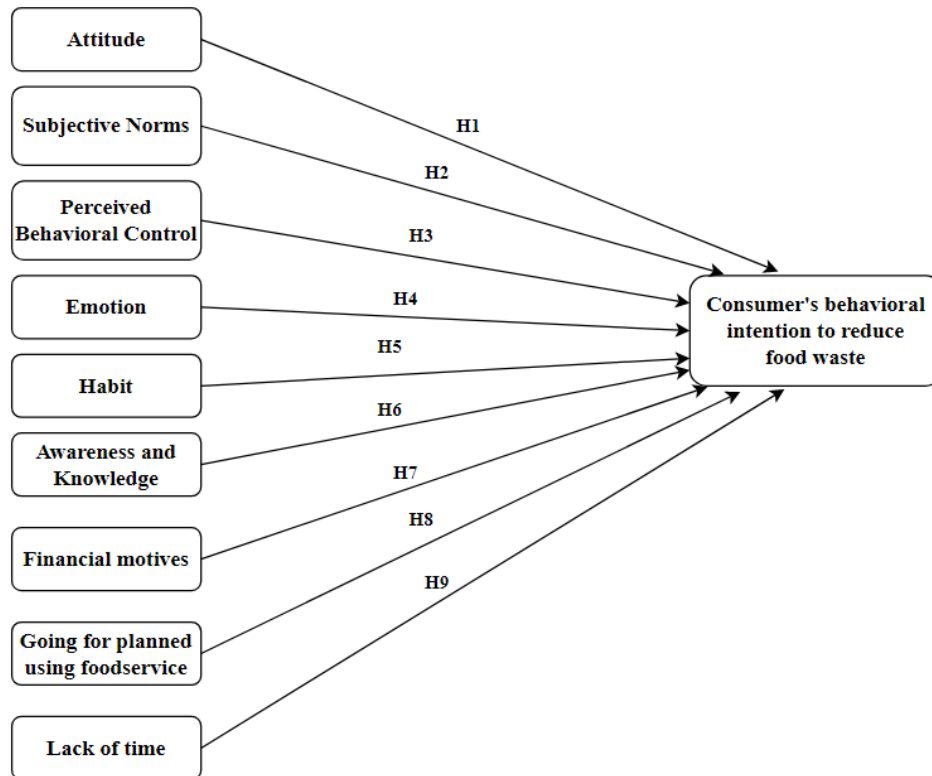 Attitude
H1
Subjective Norms
H2
Perceived
Behavioral Control
H3
Emotion
H4
Consumer's behavioral
intention to reduce
food waste
Habit
H5
Awareness and
Knowledge
H6
Financial motives
H7
Going for planned
using foodservice
H8
Lack of time
H9